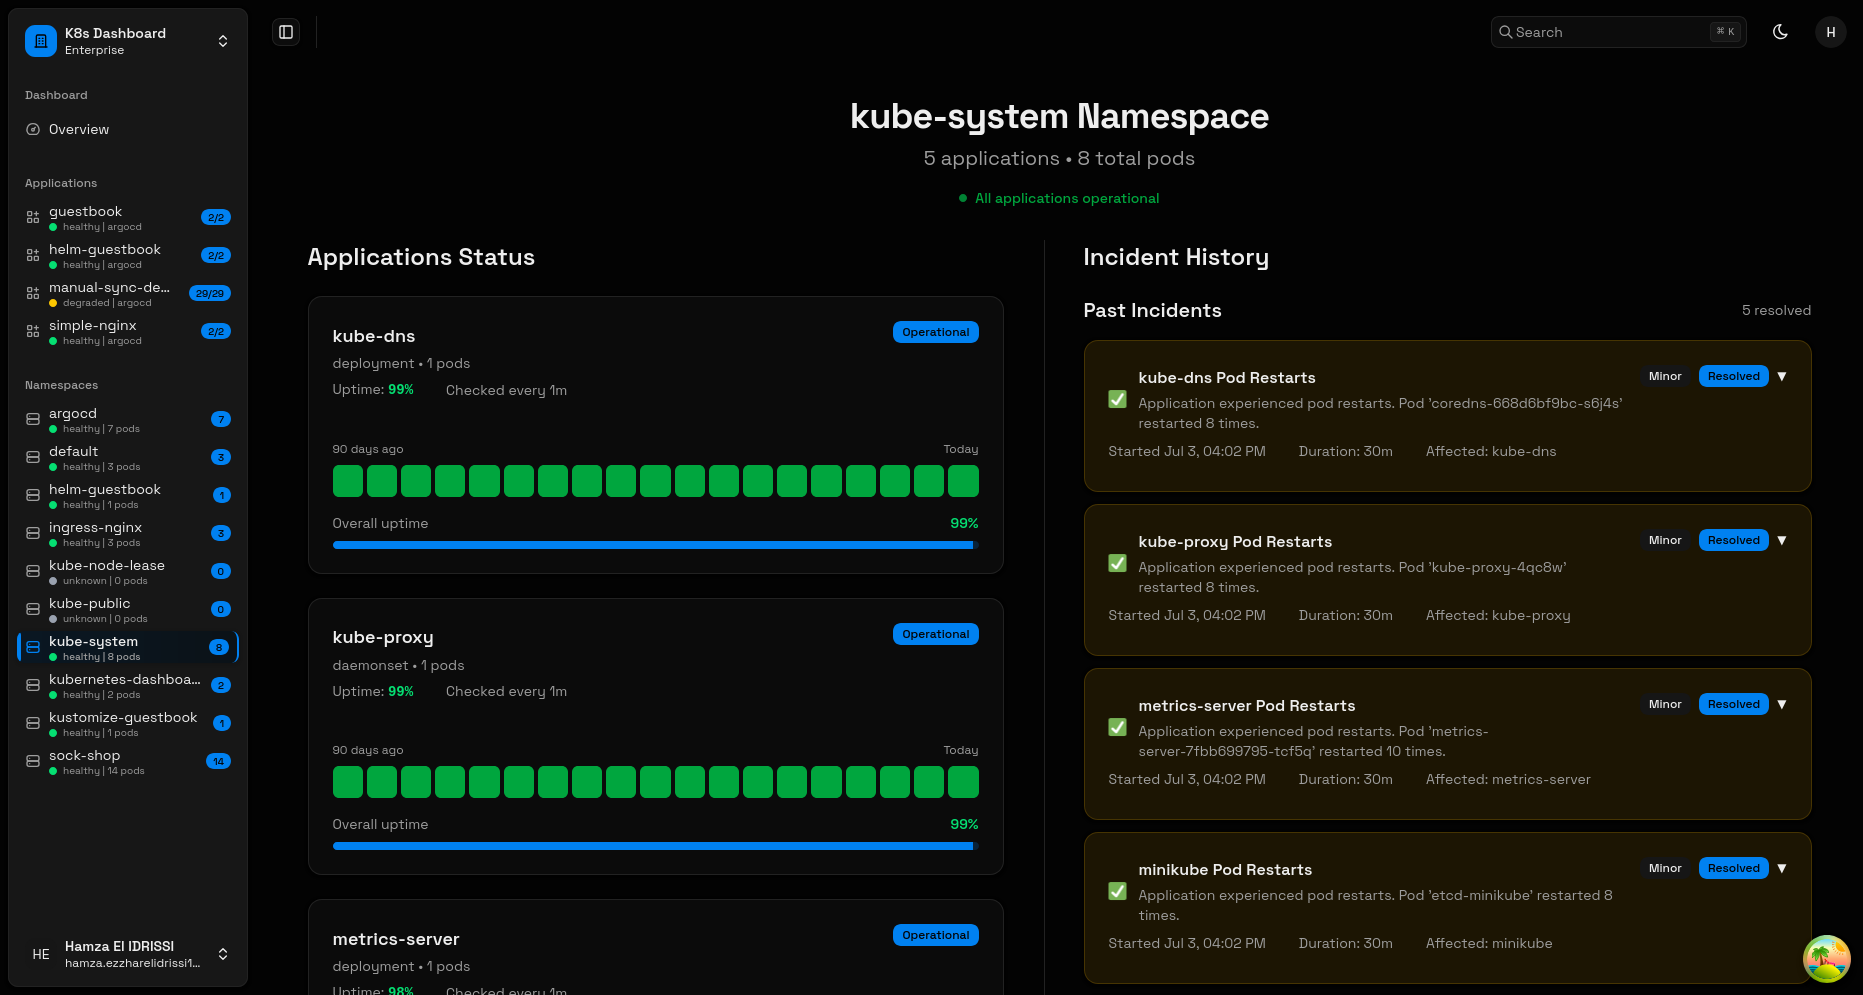 K8s Dashboard
Enterprise
Dashboard
Overview
Applications
guestbook
healthy | argocd
2/2
helm-guestbook
healthy | argocd
2/2
manual-sync-de...
degraded | argocd
29/29
simple-nginx
healthy | argocd
2/2
Namespaces
argocd
healthy | 7 pods
7
default
healthy | 3 pods
3
helm-guestbook
healthy | 1 pods
1
ingress-nginx
healthy | 3 pods
3
kube-node-lease
unknown | 0 pods
0
kube-public
unknown | 0 pods
0
kube-system
healthy | 8 pods
8
kubernetes-dashboa...
healthy | 2 pods
2
kustomize-guestbook
healthy | 1 pods
1
sock-shop
healthy | 14 pods
14
HE
Hamza El IDRISSI
hamza.ezzharelidrissi1...
Search
⌘ K
H
kube-system Namespace
5 applications • 8 total pods
All applications operational
Applications Status
kube-dns
Operational
deployment • 1 pods
Uptime: 99% Checked every 1m
90 days ago Today
Overall uptime 99%
kube-proxy
Operational
daemonset • 1 pods
Uptime: 99% Checked every 1m
90 days ago Today
Overall uptime 99%
metrics-server
Operational
deployment • 1 pods
Uptime: 98% Checked every 1m
Incident History
Past Incidents 5 resolved
kube-dns Pod Restarts
Minor Resolved
Application experienced pod restarts. Pod 'coredns-668d6bf9bc-s6j4s'
restarted 8 times.
Started Jul 3, 04:02 PM Duration: 30m Affected: kube-dns
kube-proxy Pod Restarts
Minor Resolved
Application experienced pod restarts. Pod 'kube-proxy-4qc8w'
restarted 8 times.
Started Jul 3, 04:02 PM Duration: 30m Affected: kube-proxy
metrics-server Pod Restarts
Minor Resolved
Application experienced pod restarts. Pod 'metrics-
server-7fbb699795-tcf5q' restarted 10 times.
Started Jul 3, 04:02 PM Duration: 30m Affected: metrics-server
minikube Pod Restarts
Minor Resolved
Application experienced pod restarts. Pod 'etcd-minikube' restarted 8
times.
Started Jul 3, 04:02 PM Duration: 30m Affected: minikube